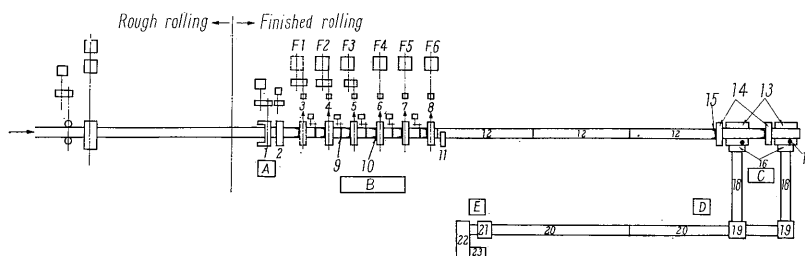 Rough rolling Finished rolling
F1 F2 F3 F4 F5 F6
3 4 5 6 7 8
15 14 13
1 2 9 10 11 12 12 12
A B 16 C
18 18
E D
21 20 20 19 19
22
23